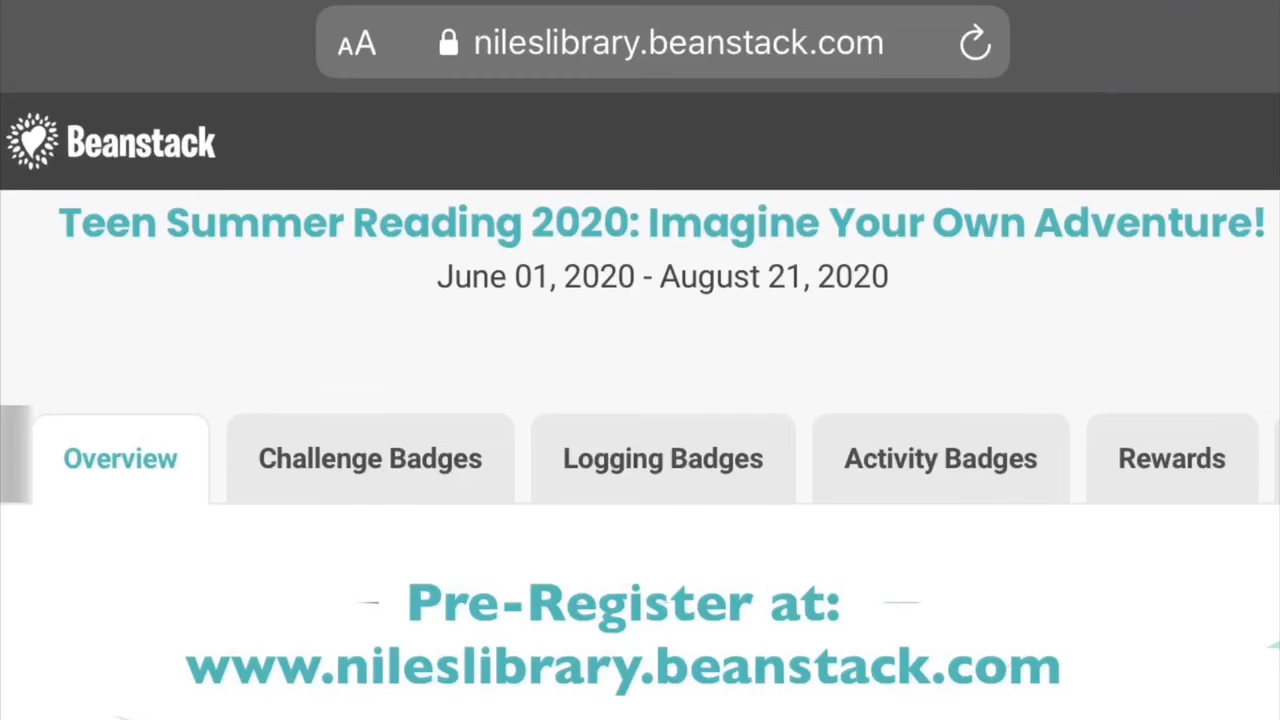 AA nileslibrary.beanstack.com
Beanstack
Teen Summer Reading 2020: Imagine Your Own Adventure!
June 01, 2020 - August 21, 2020
Overview Challenge Badges Logging Badges Activity Badges Rewards
Pre-Register at:
www.nileslibrary.beanstack.com